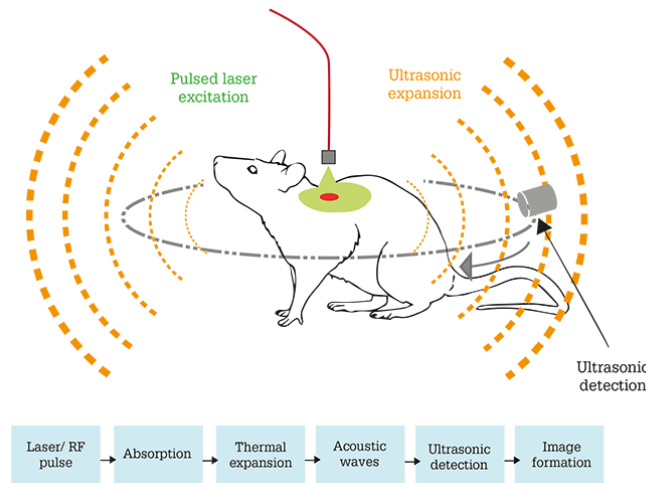 Pulsed laser
excitation
Ultrasonic
expansion
Ultrasonic
detection
Laser/ RF
pulse
Absorption
Thermal
expansion
Acoustic
waves
Ultrasonic
detection
Image
formation